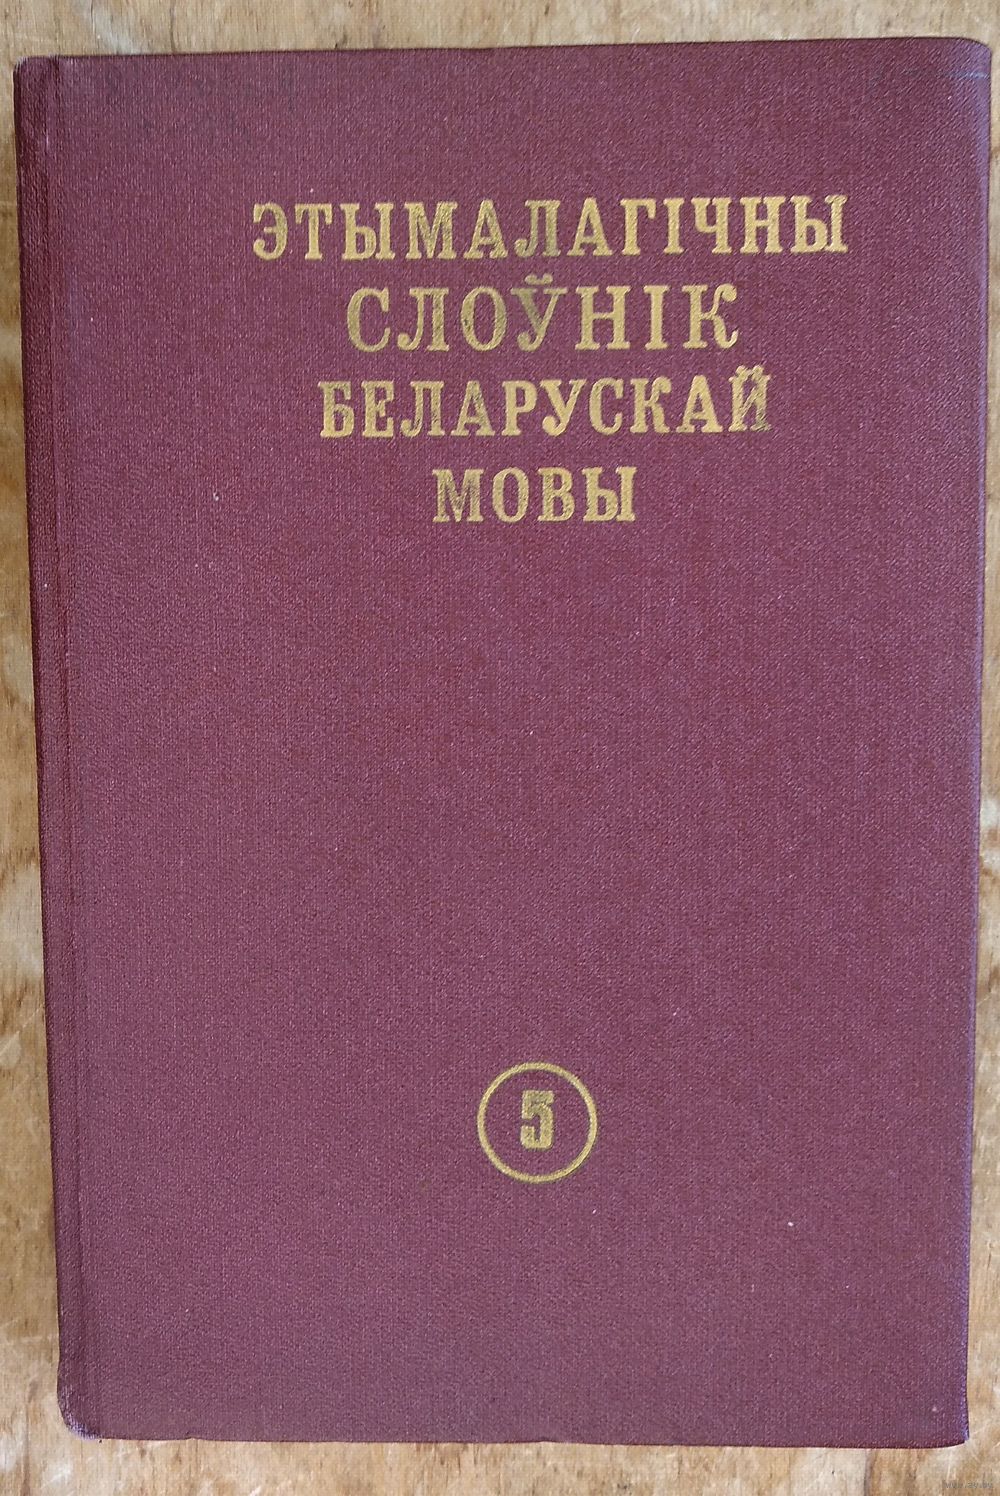 ЭТЫМАЛАГІЧНЫ
СЛОЎНІК
БЕЛАРУСКАЙ
МОВЫ
5